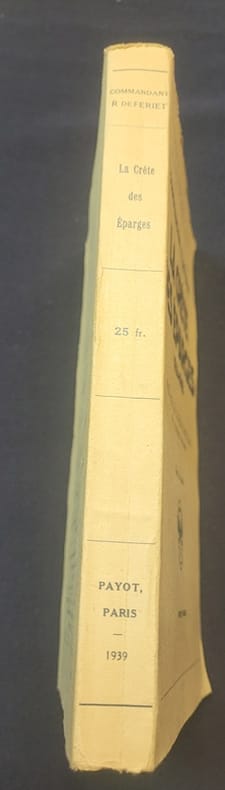 COMMANDANT
R DEFERIET
La Crête
des
Éparges
25 fr.
PAYOT,
PARIS
—
1939